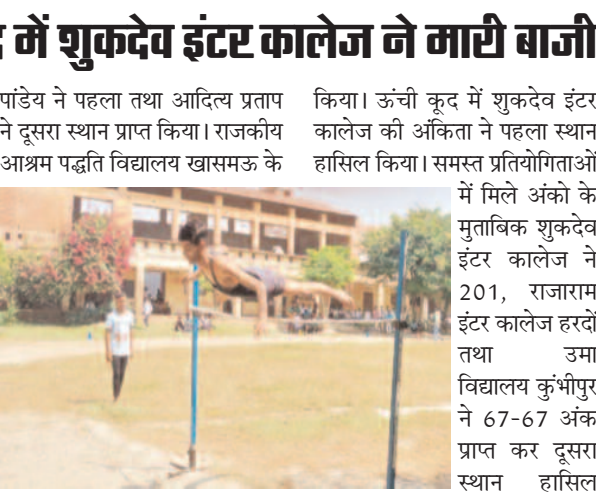 में शुकदेव इंटर कालेज ने मारी बाजी
पांडेय ने पहला तथा आदित्य प्रताप
ने दूसरा स्थान प्राप्त किया। राजकीय
आश्रम पद्धति विद्यालय खासमऊ के
किया। ऊंची कूद में शुकदेव इंटर
कालेज की अंकिता ने पहला स्थान
हासिल किया। समस्त प्रतियोगिताओं
में मिले अंको के
मुताबिक शुकदेव
इंटर कालेज ने
201, राजाराम
इंटर कालेज हरदों
तथा उमा
विद्यालय कुंभीपुर
ने 67-67 अंक
प्राप्त कर दूसरा
स्थान हासिल